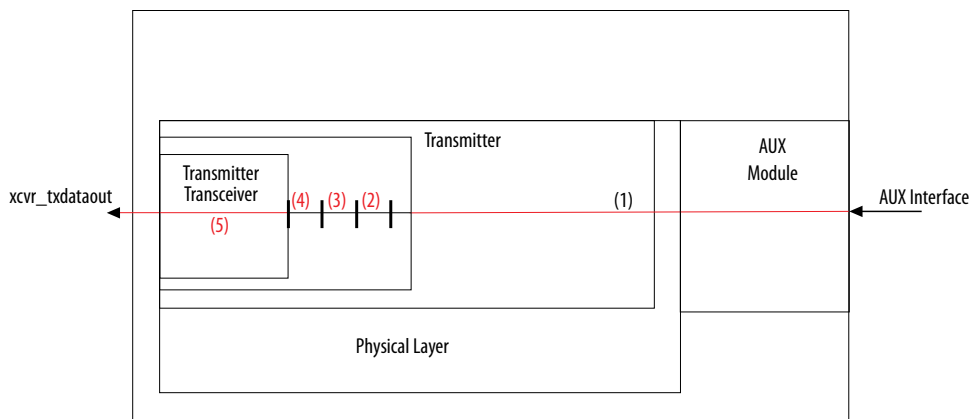 Transmitter
AUX
Module
Transmitter
Transceiver
xcvr_txdataout
(4)
(3)
(2)
(1)
AUX Interface
(5)
Physical Layer